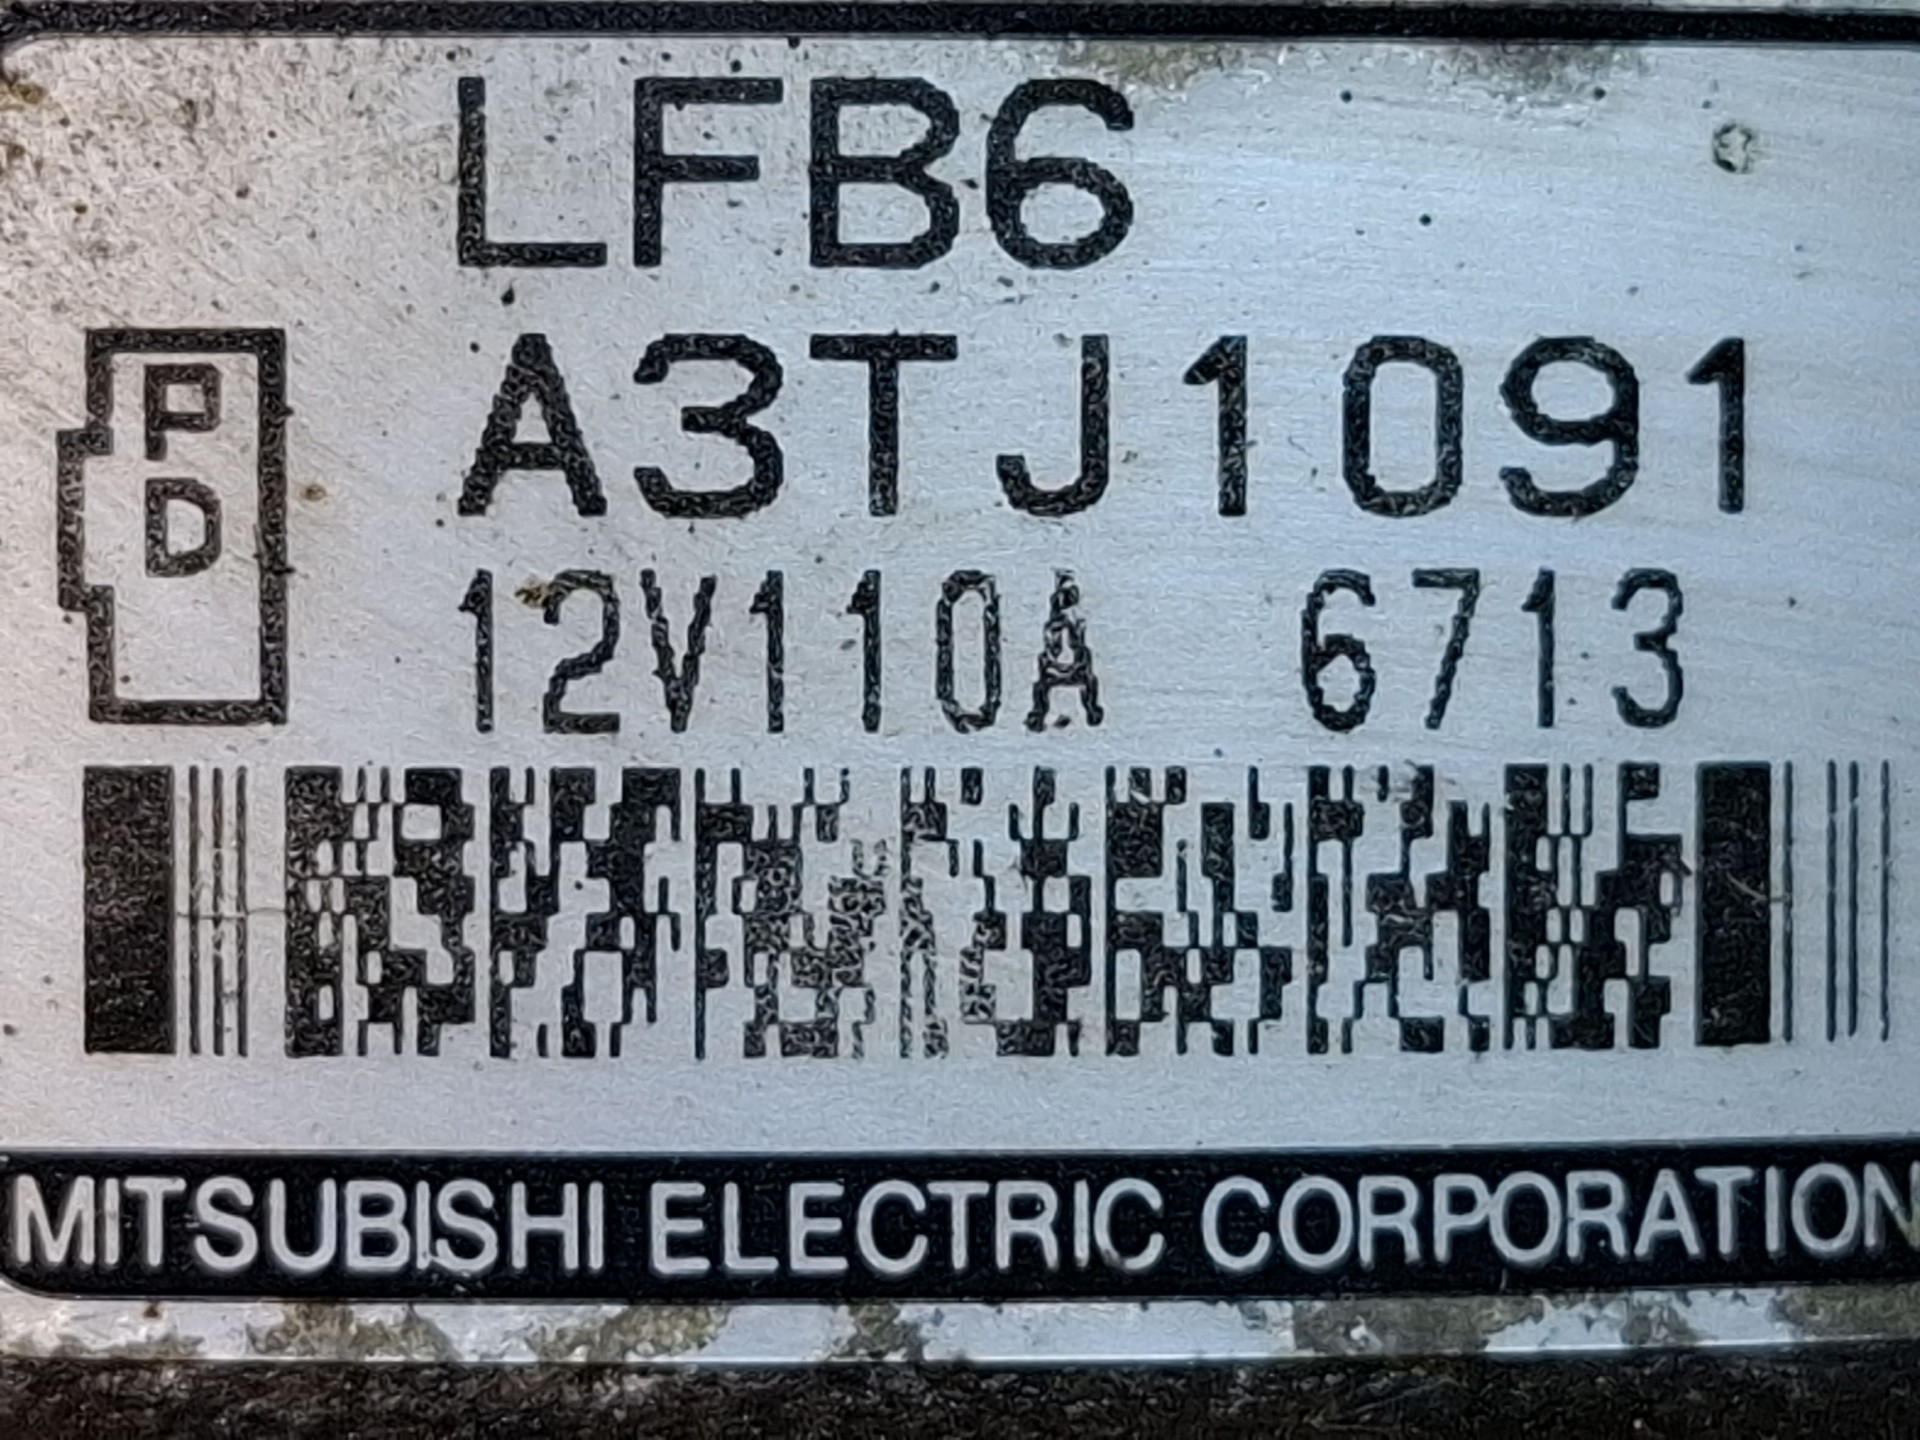 LFB6
P
D
A3TJ1091
12V110A 6713
MITSUBISHI ELECTRIC CORPORATION